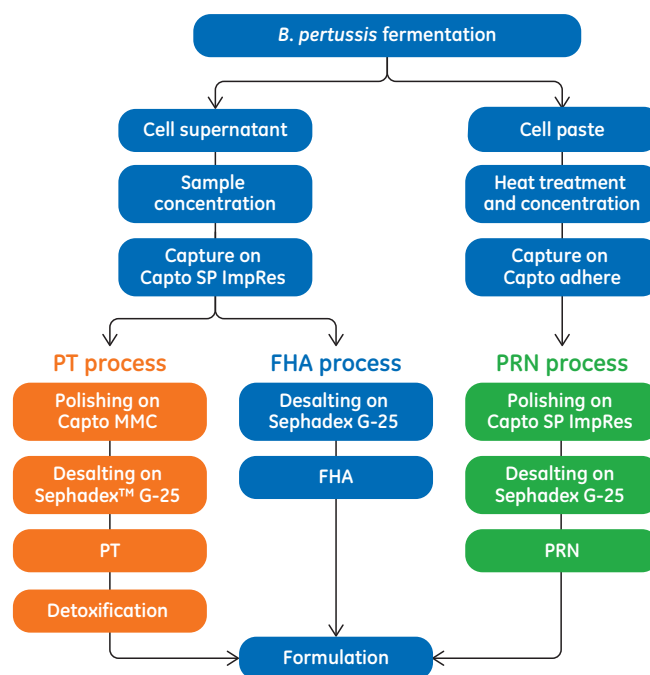 B. pertussis fermentation
Cell supernatant
Cell paste
Sample
concentration
Heat treatment
and concentration
Capture on
Capto SP ImpRes
Capture on
Capto adhere
PT process
FHA process
PRN process
Polishing on
Capto MMC
Desalting on
Sephadex G-25
Polishing on
Capto SP ImpRes
Desalting on
Sephadex™ G-25
FHA
Desalting on
Sephadex G-25
PT
PRN
Detoxification
Formulation